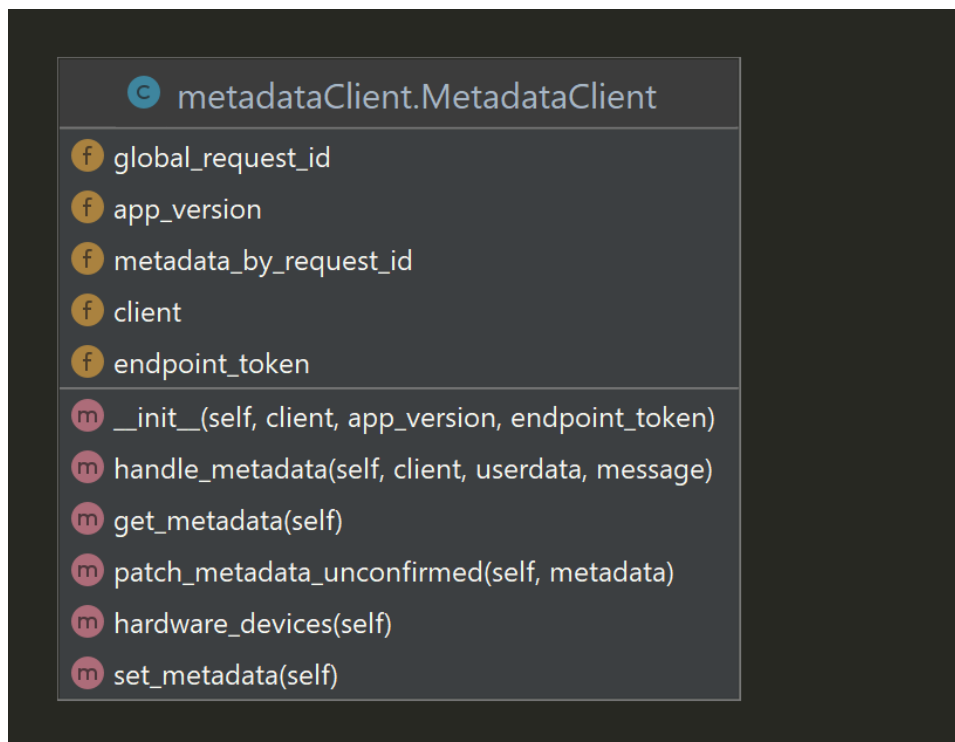 C metadataClient.MetadataClient
f global_request_id
f app_version
f metadata_by_request_id
f client
f endpoint_token
m __init__(self, client, app_version, endpoint_token)
m handle_metadata(self, client, userdata, message)
m get_metadata(self)
m patch_metadata_unconfirmed(self, metadata)
m hardware_devices(self)
m set_metadata(self)